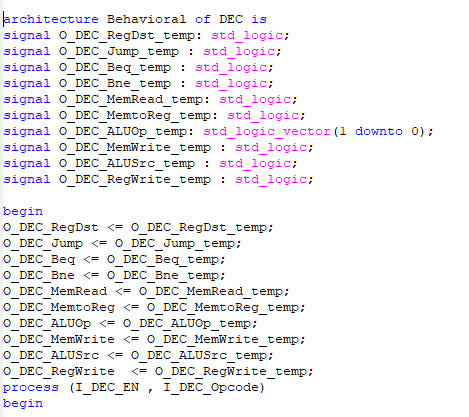 architecture Behavioral of DEC is
signal O_DEC_RegDst_temp: std_logic;
signal O_DEC_Jump_temp : std_logic;
signal O_DEC_Beq_temp : std_logic;
signal O_DEC_Bne_temp : std_logic;
signal O_DEC_MemRead_temp: std_logic;
signal O_DEC_MemtoReg_temp: std_logic;
signal O_DEC_ALUOp_temp: std_logic_vector(1 downto 0);
signal O_DEC_MemWrite_temp : std_logic;
signal O_DEC_ALUSrc_temp : std_logic;
signal O_DEC_RegWrite_temp : std_logic;
begin
O_DEC_RegDst <= O_DEC_RegDst_temp;
O_DEC_Jump <= O_DEC_Jump_temp;
O_DEC_Beq <= O_DEC_Beq_temp;
O_DEC_Bne <= O_DEC_Bne_temp;
O_DEC_MemRead <= O_DEC_MemRead_temp;
O_DEC_MemtoReg <= O_DEC_MemtoReg_temp;
O_DEC_ALUOp <= O_DEC_ALUOp_temp;
O_DEC_MemWrite <= O_DEC_MemWrite_temp;
O_DEC_ALUSrc <= O_DEC_ALUSrc_temp;
O_DEC_RegWrite  <= O_DEC_RegWrite_temp;
process (I_DEC_EN , I_DEC_Opcode)
begin